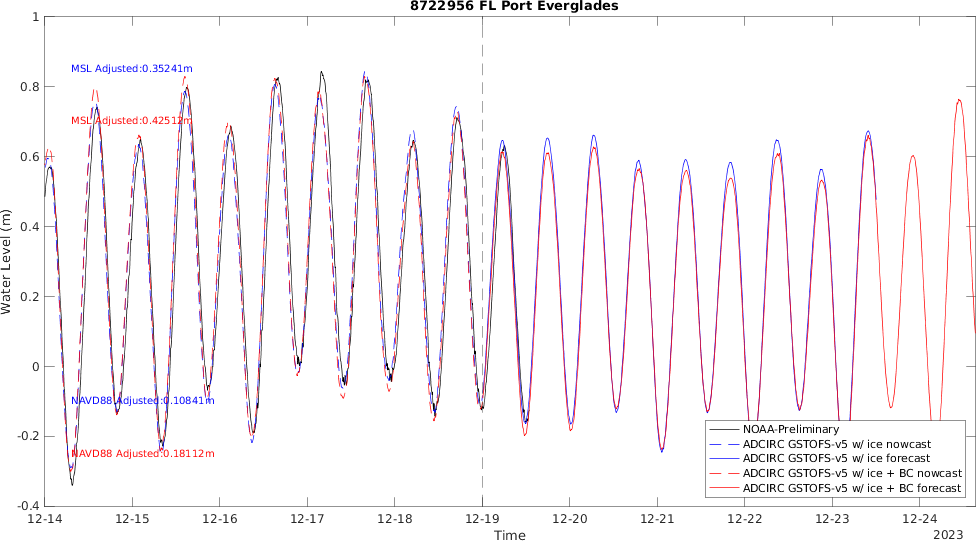 8722956 FL Port Everglades
1
0.8
0.6
0.4
0.2
0
-0.2
-0.4
Water Level (m)
MSL Adjusted:0.35241m
MSL Adjusted:0.42512m
NAVD88 Adjusted:0.10841m
NAVD88 Adjusted:0.18112m
NOAA-Preliminary
ADCIRC GSTOFS-v5 w/ ice nowcast
ADCIRC GSTOFS-v5 w/ ice forecast
ADCIRC GSTOFS-v5 w/ ice + BC nowcast
ADCIRC GSTOFS-v5 w/ ice + BC forecast
12-14 12-15 12-16 12-17 12-18 12-19 12-20 12-21 12-22 12-23 12-24
Time
2023